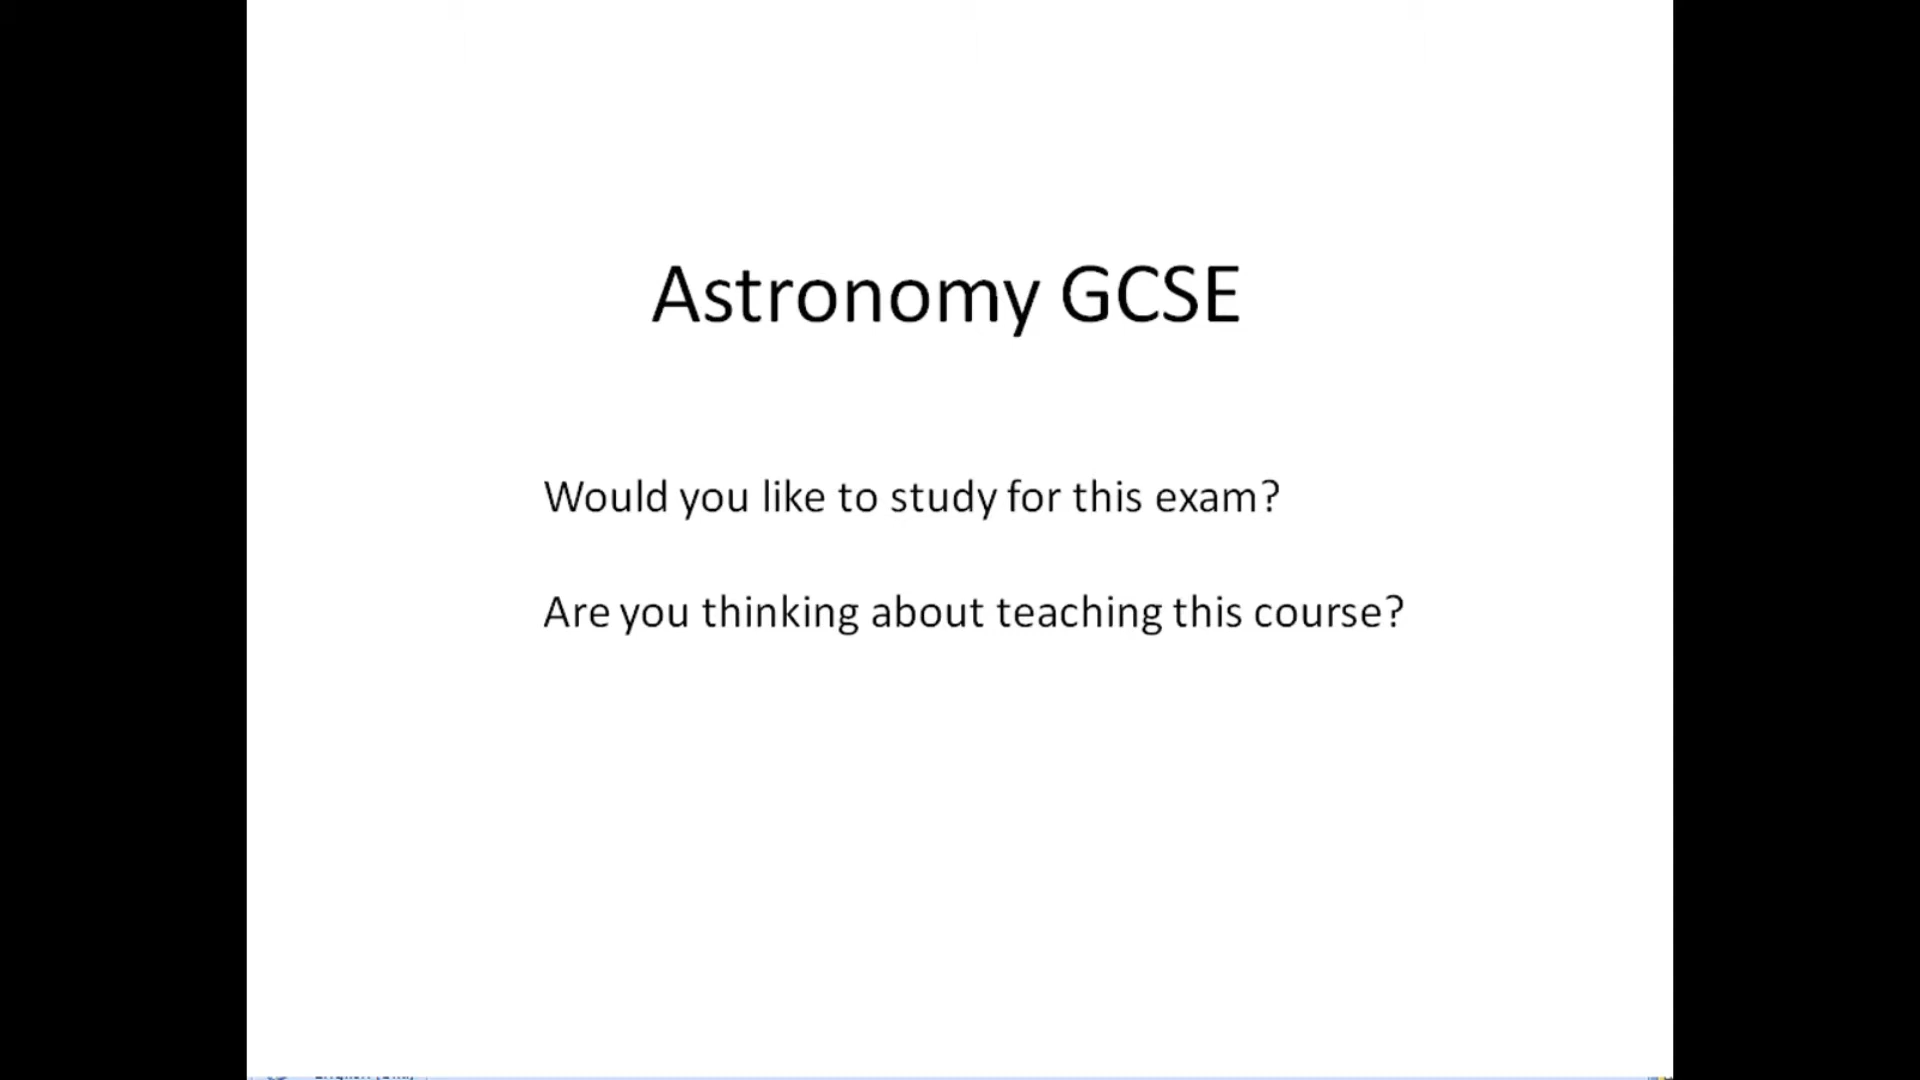 Astronomy GCSE
Would you like to study for this exam?
Are you thinking about teaching this course?